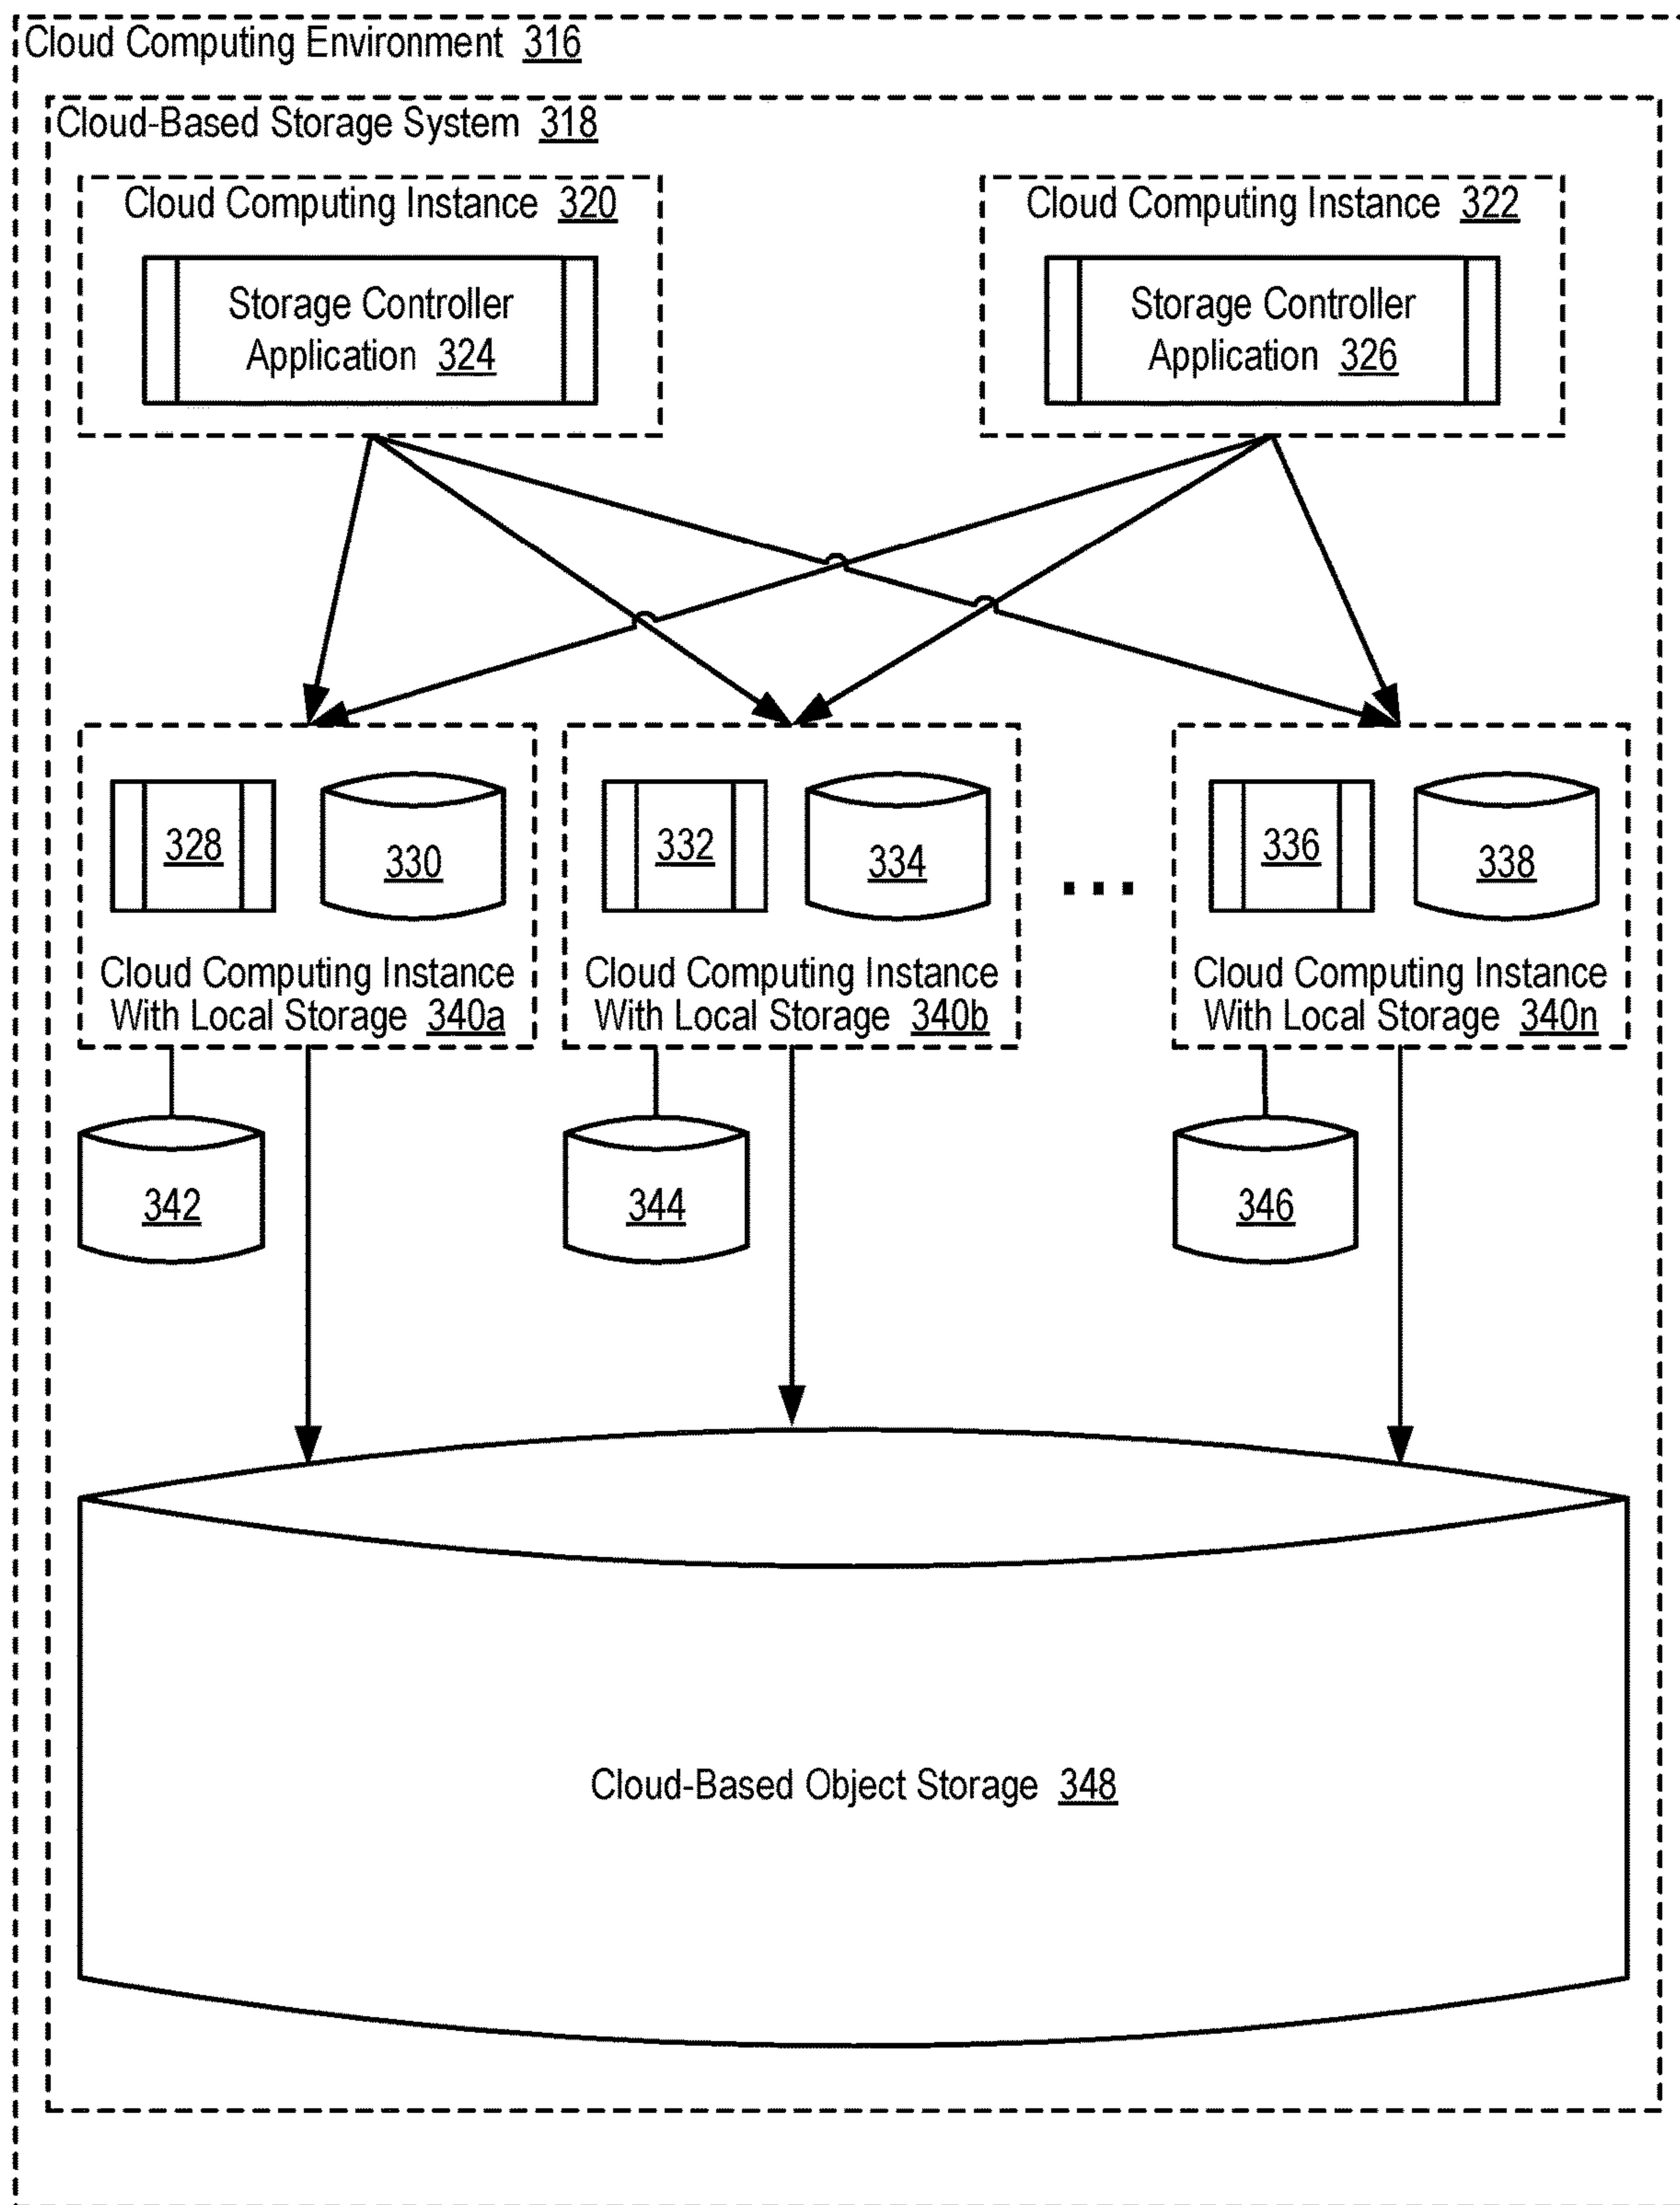 Cloud Computing Environment 316
Cloud-Based Storage System 318
Cloud Computing Instance 320
Storage Controller
Application 324
Cloud Computing Instance 322
Storage Controller
Application 326
328
330
Cloud Computing Instance
With Local Storage 340a
332
334
Cloud Computing Instance
With Local Storage 340b
...
336
338
Cloud Computing Instance
With Local Storage 340n
342
344
346
Cloud-Based Object Storage 348